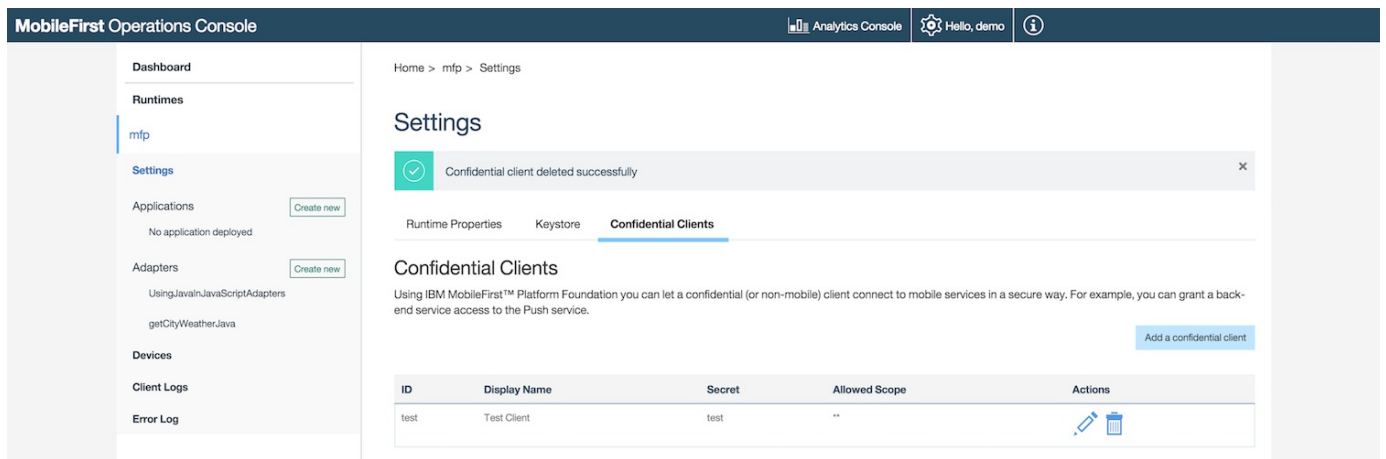 MobileFirst Operations Console
Analytics Console
Hello, demo
Dashboard
Runtimes
mfp
Settings
Applications
Create new
No application deployed
Adapters
Create new
UsingJavaInJavaScriptAdapters
getCityWeatherJava
Devices
Client Logs
Error Log
Home > mfp > Settings
Settings
Confidential client deleted successfully
Runtime Properties Keystore Confidential Clients
Confidential Clients
Using IBM MobileFirst™ Platform Foundation you can let a confidential (or non-mobile) client connect to mobile services in a secure way. For example, you can grant a back-
end service access to the Push service.
Add a confidential client
ID Display Name Secret Allowed Scope Actions
test Test Client test **